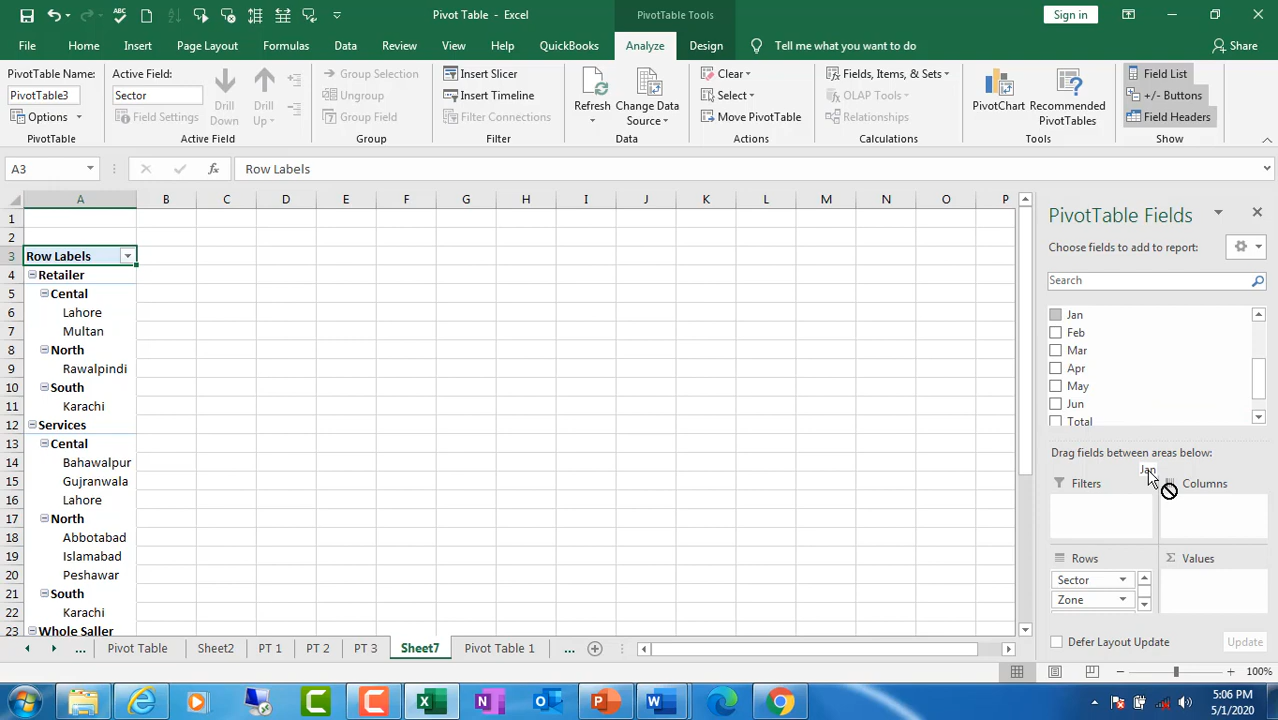 Pivot Table - Excel
PivotTable Tools
Sign in
File
Home
Insert
Page Layout
Formulas
Data
Review
View
Help
QuickBooks
Analyze
Design
Tell me what you want to do
Share
PivotTable Name:
PivotTable3
Options
PivotTable
Active Field:
Sector
Field Settings
Drill Down
Drill Up
Active Field
Group Selection
Ungroup
Group Field
Group
Insert Slicer
Insert Timeline
Filter Connections
Filter
Refresh
Change Data Source
Data
Clear
Select
Move PivotTable
Actions
Fields, Items, & Sets
OLAP Tools
Relationships
Calculations
PivotChart
Recommended PivotTables
Tools
Field List
+/- Buttons
Field Headers
Show
A3
fx
Row Labels
A B C D E F G H I J K L M N O P
1
2
3 Row Labels
4 Retailer
5 Cental
6 Lahore
7 Multan
8 North
9 Rawalpindi
10 South
11 Karachi
12 Services
13 Cental
14 Bahawalpur
15 Gujranwala
16 Lahore
17 North
18 Abbotabad
19 Islamabad
20 Peshawar
21 South
22 Karachi
23 Whole Saller
PivotTable Fields
Choose fields to add to report:
Search
Jan
Feb
Mar
Apr
May
Jun
Total
Drag fields between areas below:
Jan
Filters
Columns
Rows
Values
Sector
Zone
Defer Layout Update
Update
... Pivot Table Sheet2 PT 1 PT 2 PT 3 Sheet7 Pivot Table 1 ...
100%
5:06 PM
5/1/2020